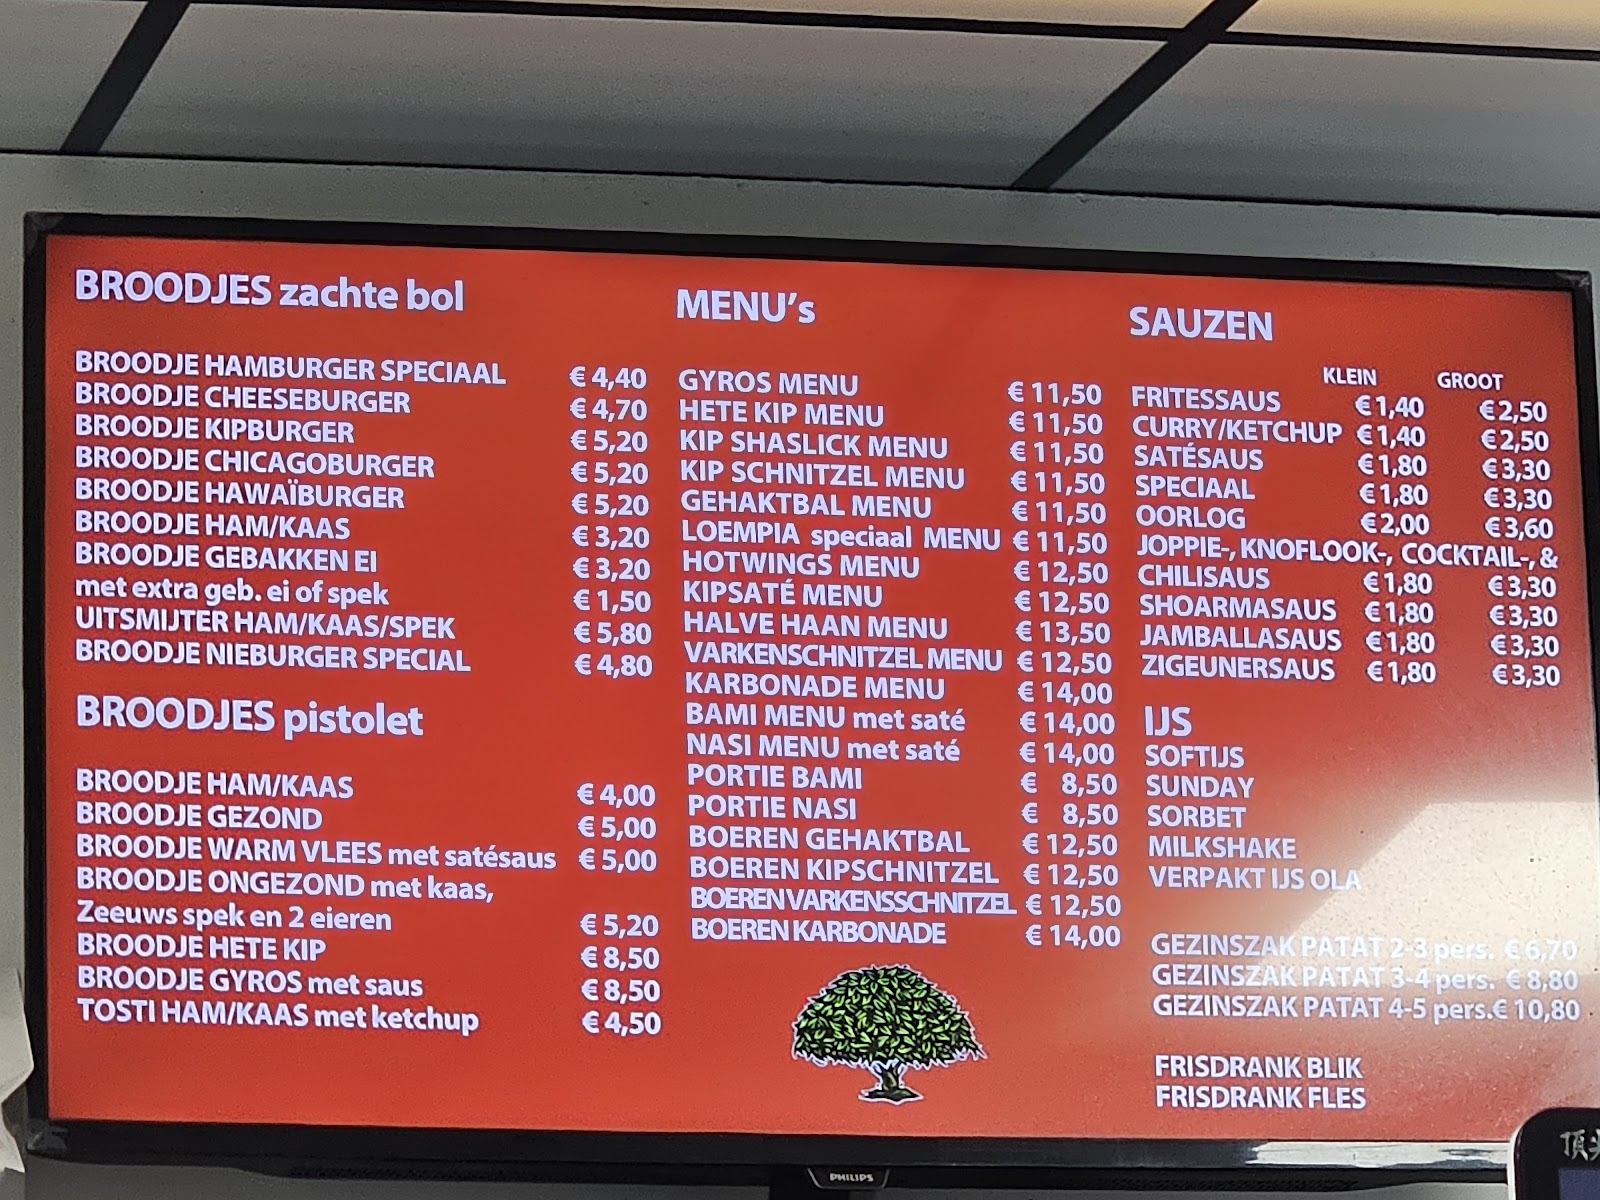 BROODJES zachte bol
BROODJE HAMBURGER SPECIAAL € 4,40
BROODJE CHEESEBURGER € 4,70
BROODJE KIPBURGER € 5,20
BROODJE CHICAGOBURGER € 5,20
BROODJE HAWAÏBURGER € 5,20
BROODJE HAM/KAAS € 3,20
BROODJE GEBAKKEN EI € 3,20
met extra geb. ei of spek € 1,50
UITSMIJTER HAM/KAAS/SPEK € 5,80
BROODJE NIEBURGER SPECIAL € 4,80
BROODJES pistolet
BROODJE HAM/KAAS € 4,00
BROODJE GEZOND € 5,00
BROODJE WARM VLEES met satésaus € 5,00
BROODJE ONGEZOND met kaas,
Zeeuws spek en 2 eieren € 5,20
BROODJE HETE KIP € 8,50
BROODJE GYROS met saus € 8,50
TOSTI HAM/KAAS met ketchup € 4,50
MENU's
GYROS MENU € 11,50
HETE KIP MENU € 11,50
KIP SHASLICK MENU € 11,50
KIP SCHNITZEL MENU € 11,50
GEHAKTBAL MENU € 11,50
LOEMPIA speciaal MENU € 11,50
HOTWINGS MENU € 12,50
KIPSATÉ MENU € 12,50
HALVE HAAN MENU € 13,50
VARKENSCHNITZEL MENU € 12,50
KARBONADE MENU € 14,00
BAMI MENU met saté € 14,00
NASI MENU met saté € 14,00
PORTIE BAMI € 8,50
PORTIE NASI € 8,50
BOEREN GEHAKTBAL € 12,50
BOEREN KIPSCHNITZEL € 12,50
BOEREN VARKENSSCHNITZEL € 12,50
BOEREN KARBONADE € 14,00
SAUZEN
KLEIN GROOT
FRITESSAUS € 1,40 € 2,50
CURRY/KETCHUP € 1,40 € 2,50
SATÉSAUS € 1,80 € 3,30
SPECIAAL € 1,80 € 3,30
OORLOG € 2,00 € 3,60
JOPPIE-, KNOFLOOK-, COCKTAIL-, &
CHILISAUS € 1,80 € 3,30
SHOARMASAUS € 1,80 € 3,30
JAMBALLASAUS € 1,80 € 3,30
ZIGEUNERSAUS € 1,80 € 3,30
IJS
SOFTIJS
SUNDAY
SORBET
MILKSHAKE
VERPAKT IJS OLA
GEZINSZAK PATAT 2-3 pers. € 6,70
GEZINSZAK PATAT 3-4 pers. € 8,80
GEZINSZAK PATAT 4-5 pers. € 10,80
FRISDRANK BLIK
FRISDRANK FLES
PHILIPS